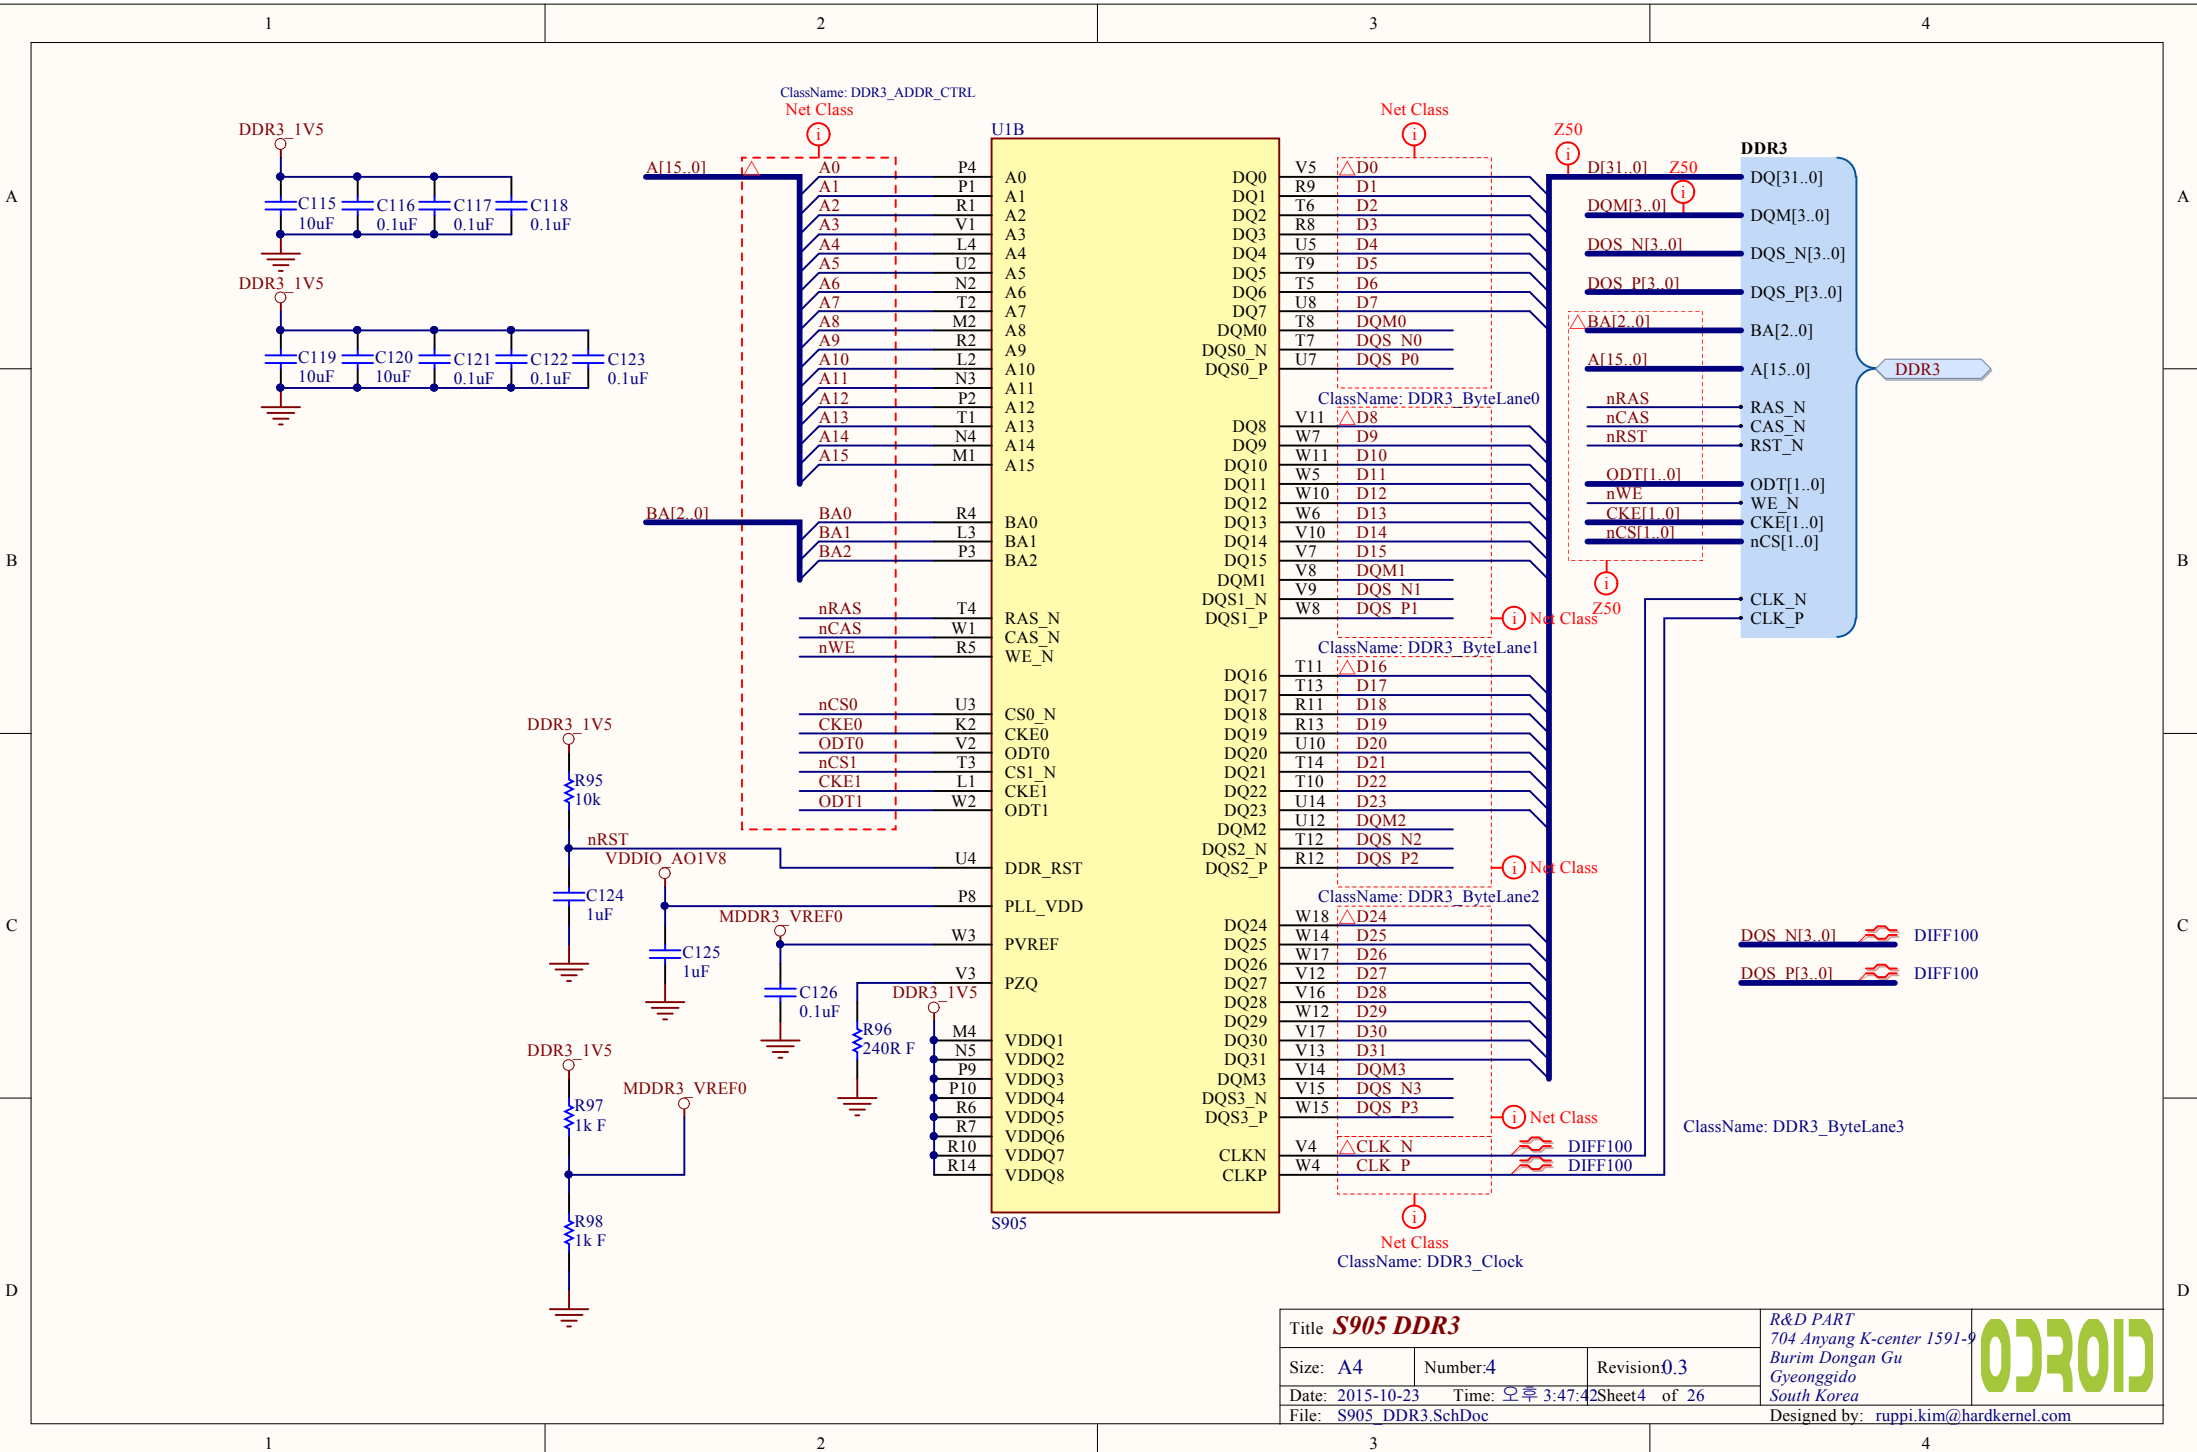 1 2 3 4
A A
B B
C C
D D
DDR3_1V5
C115 10uF
C116 0.1uF
C117 0.1uF
C118 0.1uF
DDR3_1V5
C119 10uF
C120 10uF
C121 0.1uF
C122 0.1uF
C123 0.1uF
DDR3_1V5
R95
10k
nRST
C124
1uF
VDDIO_AO1V8
C125
1uF
MDDR3_VREF0
C126
0.1uF
R96
240R F
DDR3_1V5
DDR3_1V5
R97
1k F
MDDR3_VREF0
R98
1k F
ClassName: DDR3_ADDR_CTRL
Net Class
i
A[15..0]
BA[2..0]
U1B
A0 P4 A0
A1 P1 A1
A2 R1 A2
A3 V1 A3
A4 L4 A4
A5 U2 A5
A6 N2 A6
A7 T2 A7
A8 M2 A8
A9 R2 A9
A10 L2 A10
A11 N3 A11
A12 P2 A12
A13 T1 A13
A14 N4 A14
A15 M1 A15
BA0 R4 BA0
BA1 L3 BA1
BA2 P3 BA2
nRAS T4 RAS_N
nCAS W1 CAS_N
nWE R5 WE_N
nCS0 U3 CS0_N
CKE0 K2 CKE0
ODT0 V2 ODT0
nCS1 T3 CS1_N
CKE1 L1 CKE1
ODT1 W2 ODT1
U4 DDR_RST
P8 PLL_VDD
W3 PVREF
V3 PZQ
M4 VDDQ1
N5 VDDQ2
P9 VDDQ3
P10 VDDQ4
R6 VDDQ5
R7 VDDQ6
R10 VDDQ7
R14 VDDQ8
S905
Net Class
i
DQ0 V5 D0
DQ1 R9 D1
DQ2 T6 D2
DQ3 R8 D3
DQ4 U5 D4
DQ5 T9 D5
DQ6 T5 D6
DQ7 U8 D7
DQM0 T8 DQM0
DQS0_N T7 DQS_N0
DQS0_P U7 DQS_P0
ClassName: DDR3_ByteLane0
DQ8 V11 D8
DQ9 W7 D9
DQ10 W11 D10
DQ11 W5 D11
DQ12 W10 D12
DQ13 W6 D13
DQ14 V10 D14
DQ15 V7 D15
DQM1 V8 DQM1
DQS1_N V9 DQS_N1
DQS1_P W8 DQS_P1
i Net Class
ClassName: DDR3_ByteLane1
DQ16 T11 D16
DQ17 T13 D17
DQ18 R11 D18
DQ19 R13 D19
DQ20 U10 D20
DQ21 T14 D21
DQ22 T10 D22
DQ23 U14 D23
DQM2 U12 DQM2
DQS2_N T12 DQS_N2
DQS2_P R12 DQS_P2
i Net Class
ClassName: DDR3_ByteLane2
DQ24 W18 D24
DQ25 W14 D25
DQ26 W17 D26
DQ27 V12 D27
DQ28 V16 D28
DQ29 W12 D29
DQ30 V17 D30
DQ31 V13 D31
DQM3 V14 DQM3
DQS3_N V15 DQS_N3
DQS3_P W15 DQS_P3
i Net Class
ClassName: DDR3_ByteLane3
CLKN V4 CLK_N DIFF100
CLKP W4 CLK_P DIFF100
i
Net Class
ClassName: DDR3_Clock
Z50
i
Z50
i
DDR3
D[31..0] DQ[31..0]
DQM[3..0] DQM[3..0]
DQS_N[3..0] DQS_N[3..0]
DQS_P[3..0] DQS_P[3..0]
BA[2..0] BA[2..0]
A[15..0] A[15..0]
DDR3
nRAS RAS_N
nCAS CAS_N
nRST RST_N
ODT[1..0] ODT[1..0]
nWE WE_N
CKE[1..0] CKE[1..0]
nCS[1..0] nCS[1..0]
i
Z50
CLK_N
CLK_P
DQS_N[3..0] DIFF100
DQS_P[3..0] DIFF100
Title S905 DDR3
Size: A4 Number:4 Revision:0.3
Date: 2015-10-23 Time: 오후 3:47:42 Sheet4 of 26
File: S905_DDR3.SchDoc
R&D PART
704 Anyang K-center 1591-9
Burim Dongan Gu
Gyeonggido
South Korea
Designed by: ruppi.kim@hardkernel.com
ODROID
1 2 3 4